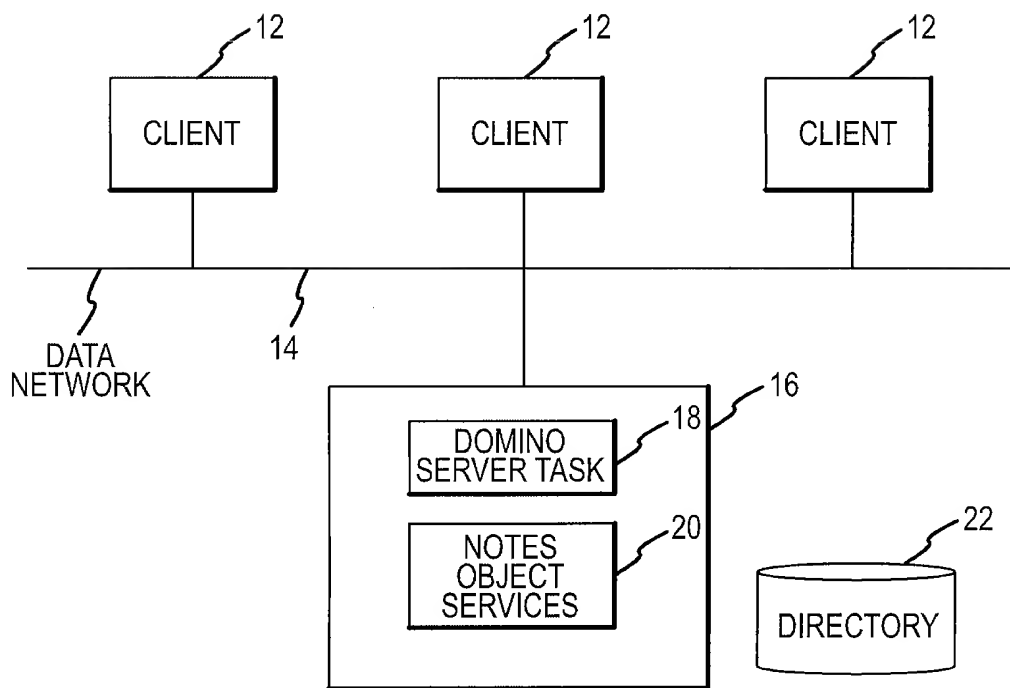 12
12
12
CLIENT
CLIENT
CLIENT
DATA
NETWORK
14
16
18
DOMINO
SERVER TASK
20
NOTES
OBJECT
SERVICES
22
DIRECTORY